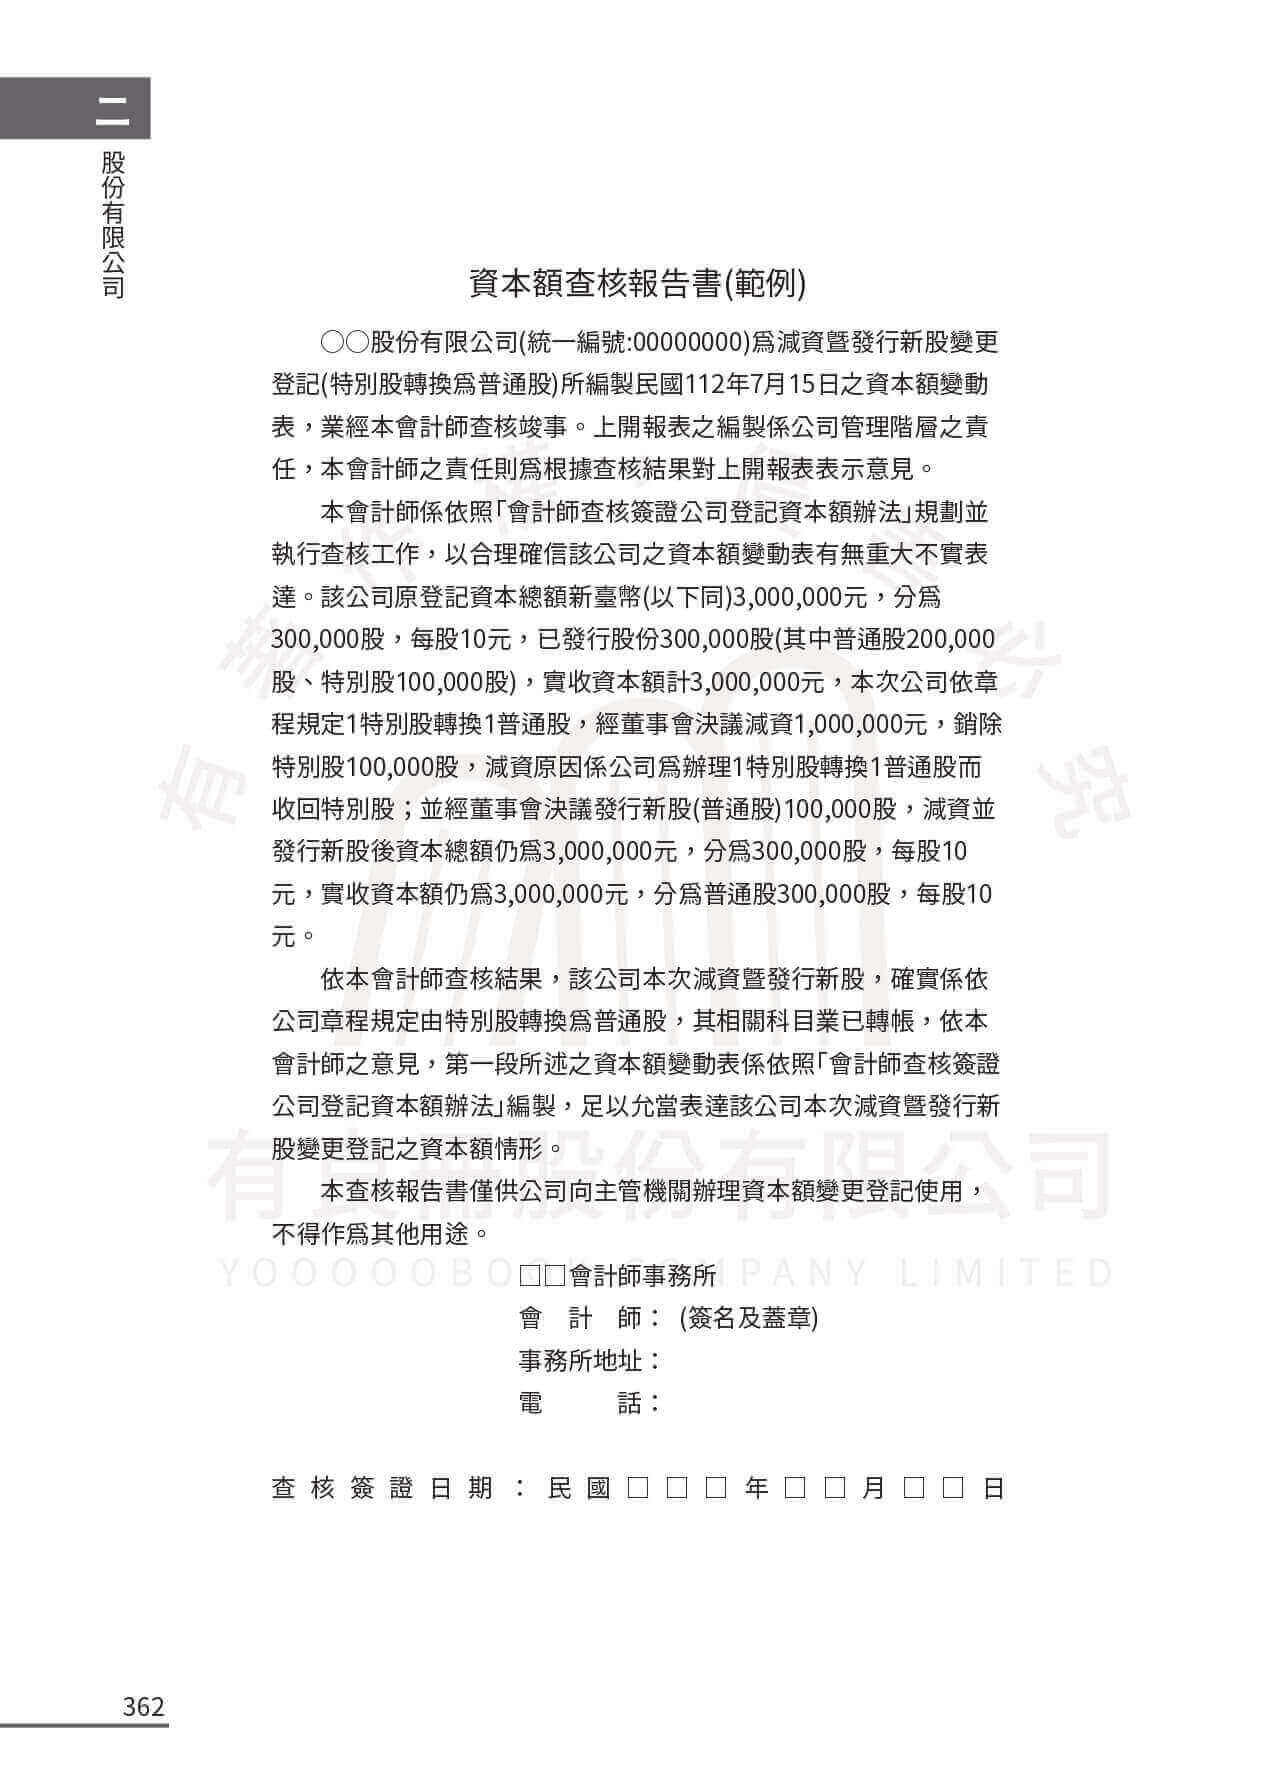 二
股份有限公司
資本額查核報告書(範例)
○○股份有限公司(統一編號:00000000)爲減資曁發行新股變更
登記(特別股轉換爲普通股)所編製民國112年7月15日之資本額變動
表，業經本會計師查核竣事。上開報表之編製係公司管理階層之責
任，本會計師之責任則爲根據查核結果對上開報表表示意見。
本會計師係依照｢會計師查核簽證公司登記資本額辦法｣規劃並
執行查核工作，以合理確信該公司之資本額變動表有無重大不實表
達。該公司原登記資本總額新臺幣(以下同)3,000,000元，分爲
300,000股，每股10元，已發行股份300,000股(其中普通股200,000
股、特別股100,000股)，實收資本額計3,000,000元，本次公司依章
程規定1特別股轉換1普通股，經董事會決議減資1,000,000元，銷除
特別股100,000股，減資原因係公司爲辦理1特別股轉換1普通股而
收回特別股；並經董事會決議發行新股(普通股)100,000股，減資並
發行新股後資本總額仍爲3,000,000元，分爲300,000股，每股10
元，實收資本額仍爲3,000,000元，分爲普通股300,000股，每股10
元。
依本會計師查核結果，該公司本次減資曁發行新股，確實係依
公司章程規定由特別股轉換爲普通股，其相關科目業已轉帳，依本
會計師之意見，第一段所述之資本額變動表係依照｢會計師查核簽證
公司登記資本額辦法｣編製，足以允當表達該公司本次減資曁發行新
股變更登記之資本額情形。
本查核報告書僅供公司向主管機關辦理資本額變更登記使用，
不得作爲其他用途。
□□會計師事務所
會　計　師： (簽名及蓋章)
事務所地址：
電　　　話：
查核簽證日期：民國□□□年□□月□□日
362
有著作權 侵害必究
有良冊股份有限公司
YOOOOOBOOK COMPANY LIMITED